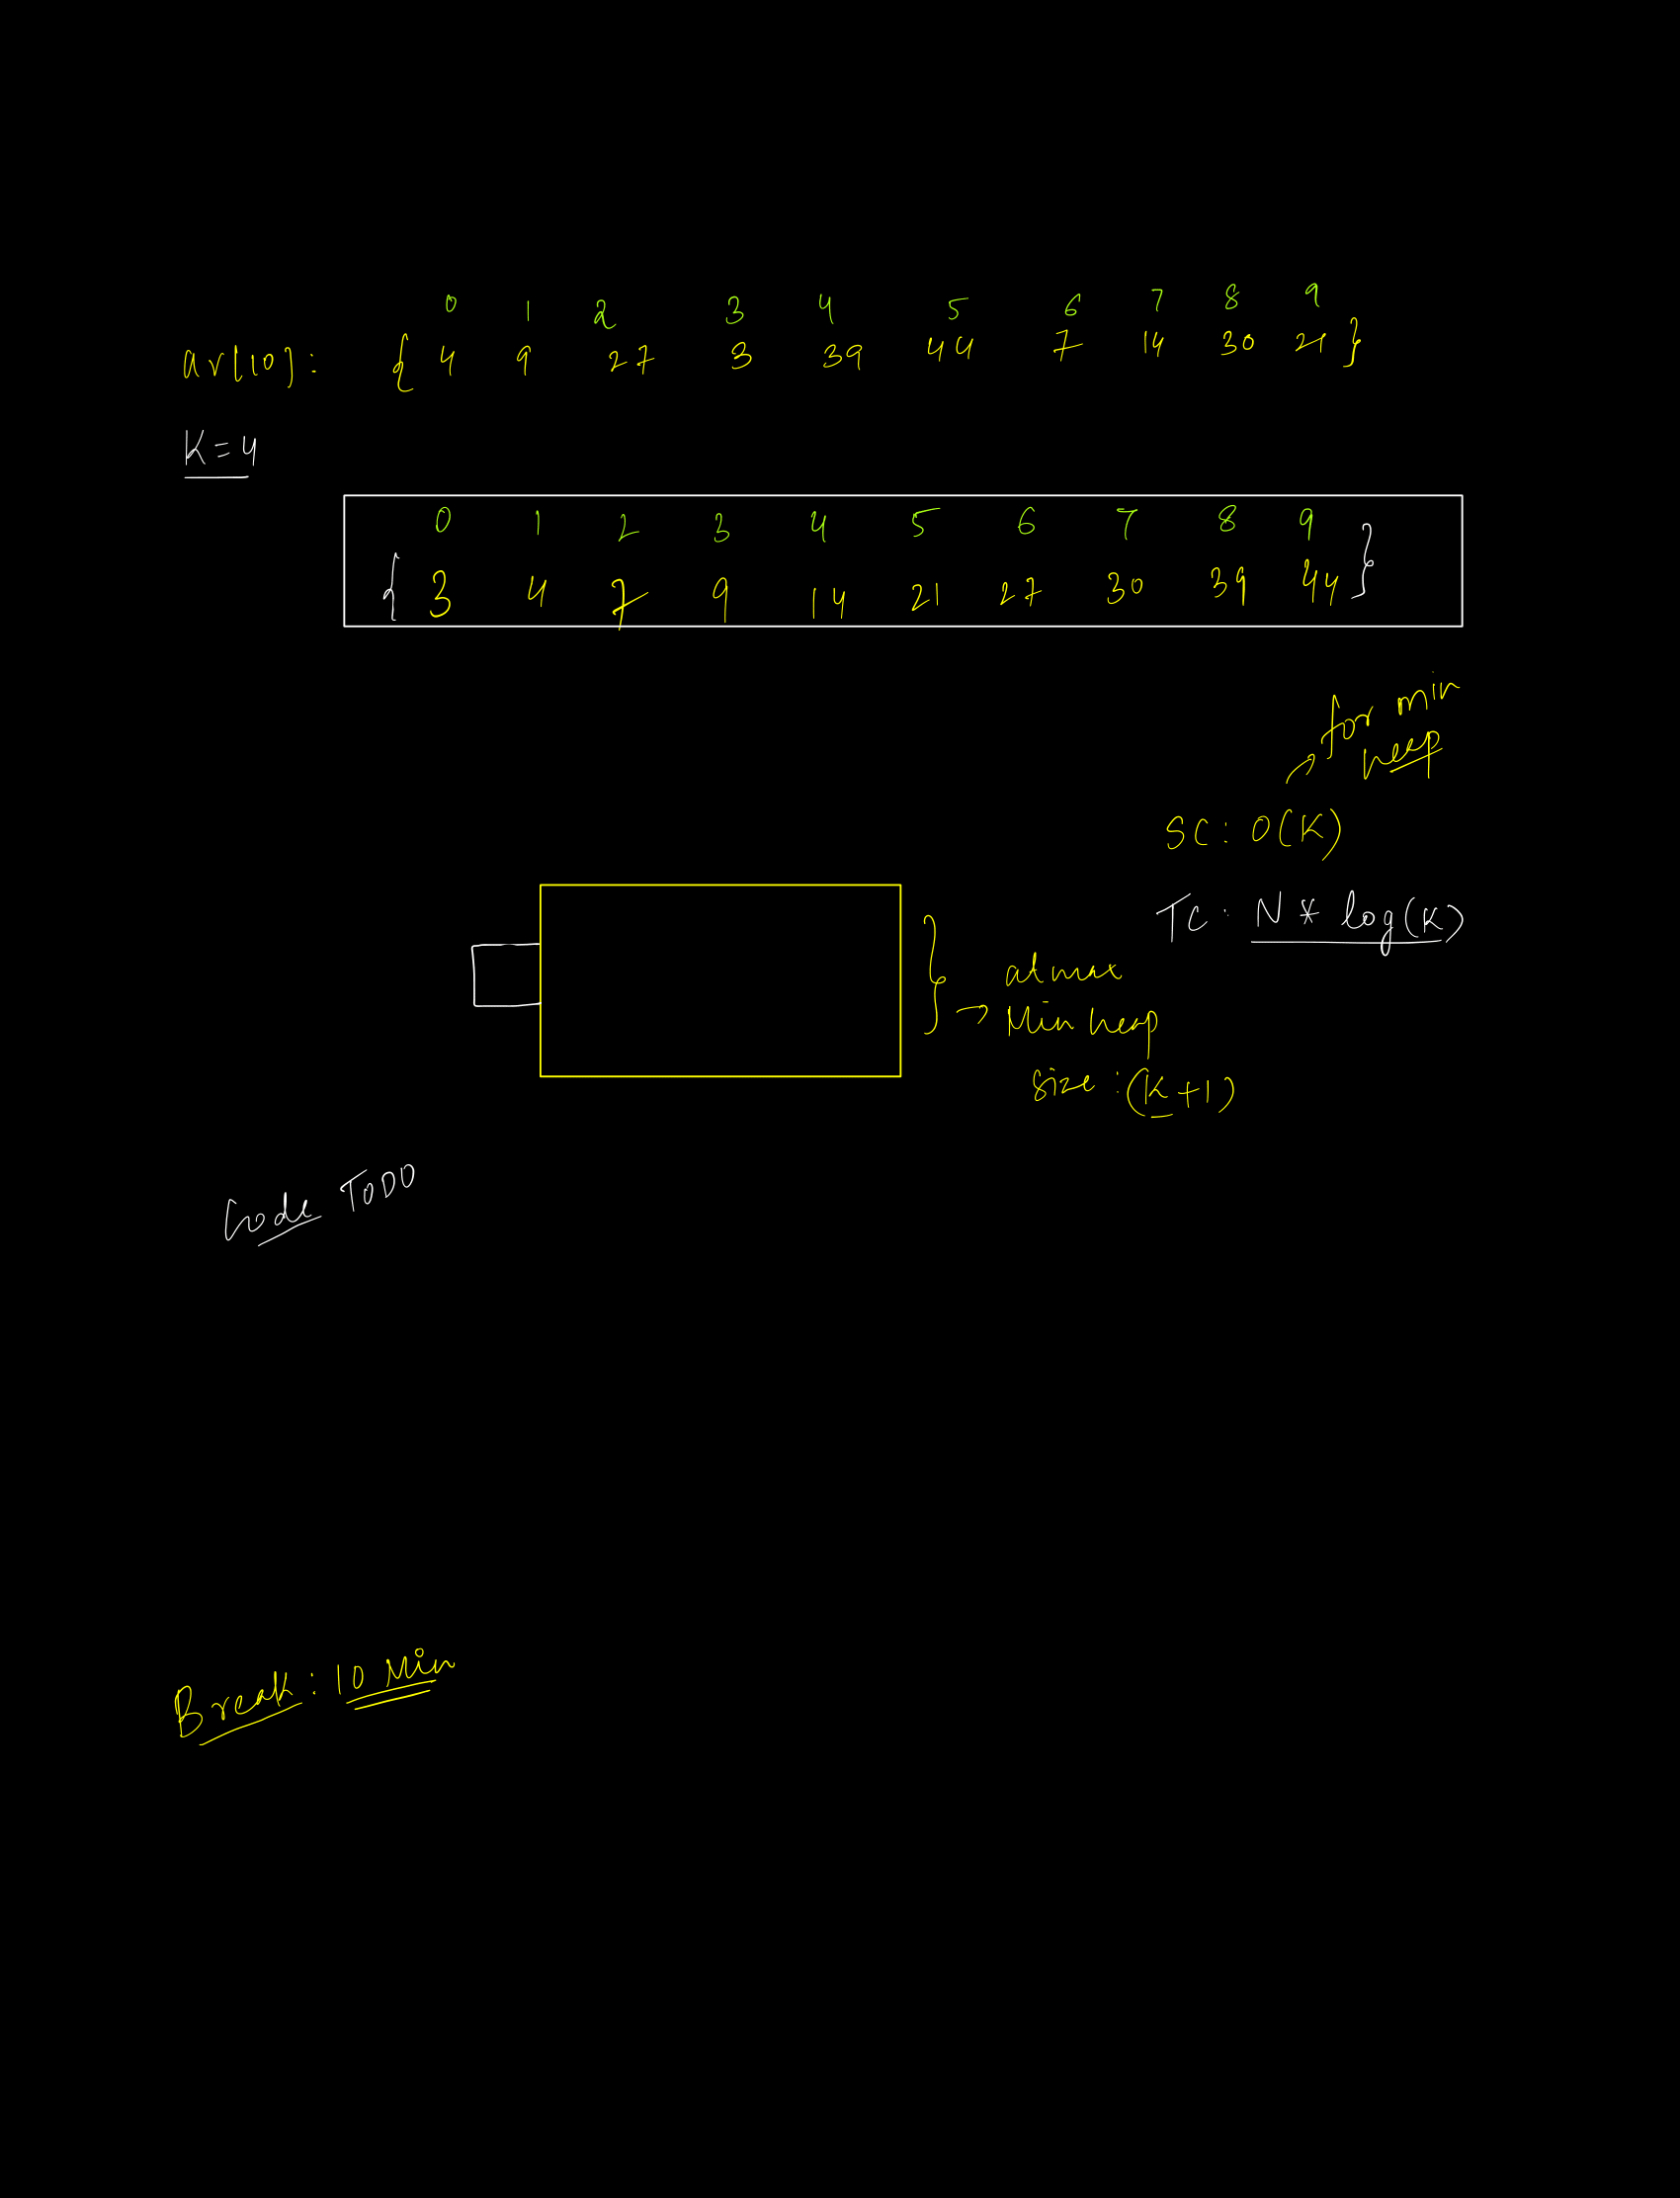 0 1 2 3 4 5 6 7 8 9
ar[10]: { 4 9 27 3 39 44 7 14 30 21 }
K=4
0 1 2 3 4 5 6 7 8 9
{ 3 4 7 9 14 21 27 30 39 44 }
for min
heap
SC: O(K)
TC: N * log(K)
atmax
→ Min heap
Size: (K+1)
Code TODO
Break: 10 Min